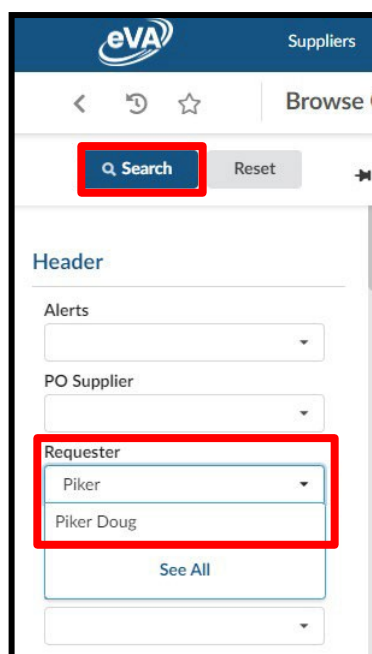 eVA
Suppliers
Browse
Search
Reset
Header
Alerts
PO Supplier
Requester
Piker
Piker Doug
See All